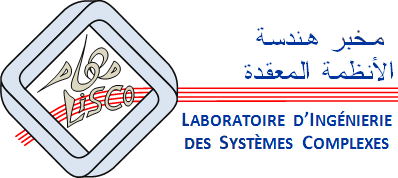 مخبر هندسة
الأنظمة المعقدة
LiSCO
LABORATOIRE D'INGÉNIERIE
DES SYSTÈMES COMPLEXES